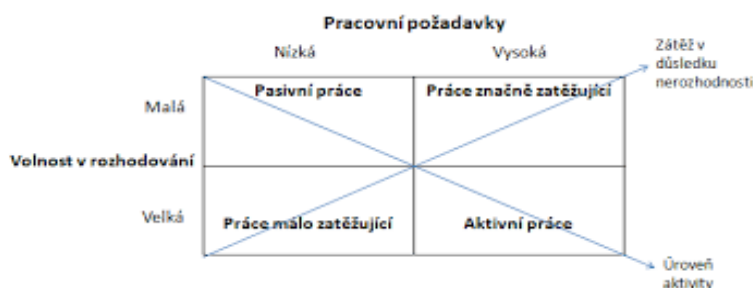 Pracovní požadavky
Nízká
Vysoká
Zátěž v
důsledku
nerozhodnosti
Pasivní práce
Práce značně zatěžující
Malá
Volnost v rozhodování
Velká
Práce málo zatěžující
Aktivní práce
Úroveň
aktivity